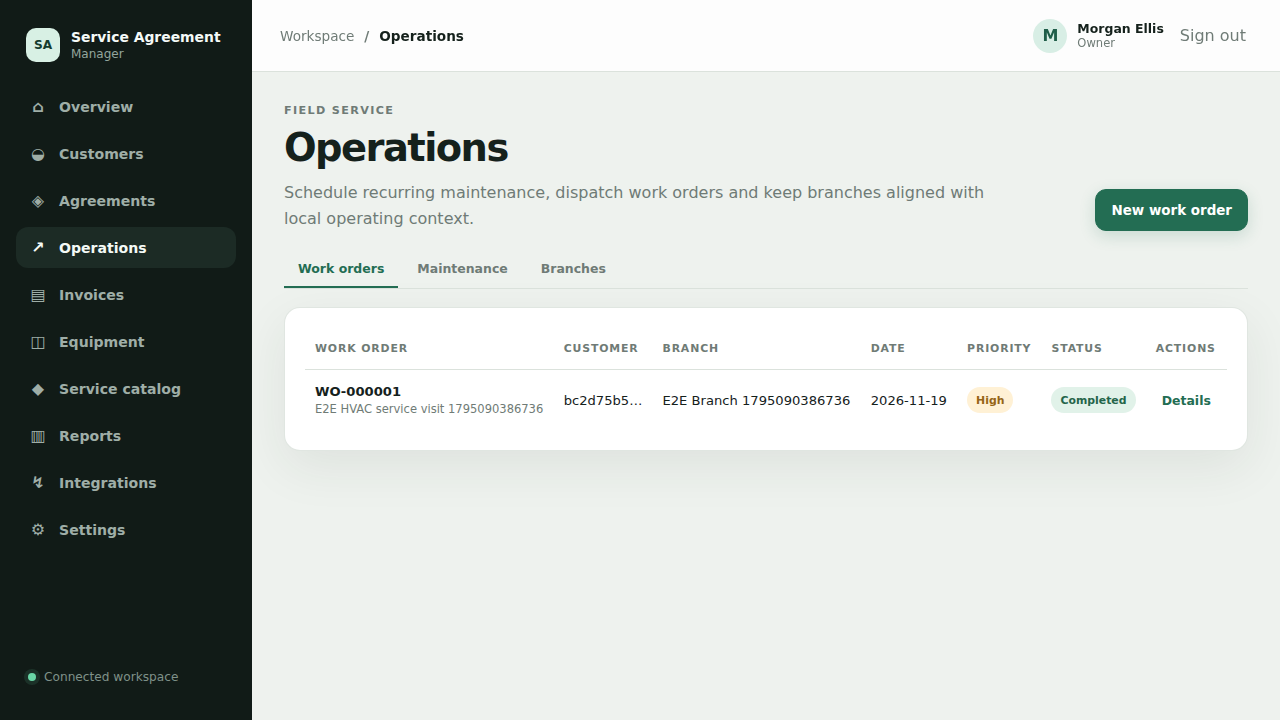 SA
Service Agreement
Manager
Overview
Customers
Agreements
Operations
Invoices
Equipment
Service catalog
Reports
Integrations
Settings
Connected workspace
Workspace / Operations
M
Morgan Ellis
Owner
Sign out
FIELD SERVICE
Operations
Schedule recurring maintenance, dispatch work orders and keep branches aligned with
local operating context.
New work order
Work orders Maintenance Branches
WORK ORDER CUSTOMER BRANCH DATE PRIORITY STATUS ACTIONS
WO-000001
E2E HVAC service visit 1795090386736
bc2d75b5… E2E Branch 1795090386736 2026-11-19 High Completed Details